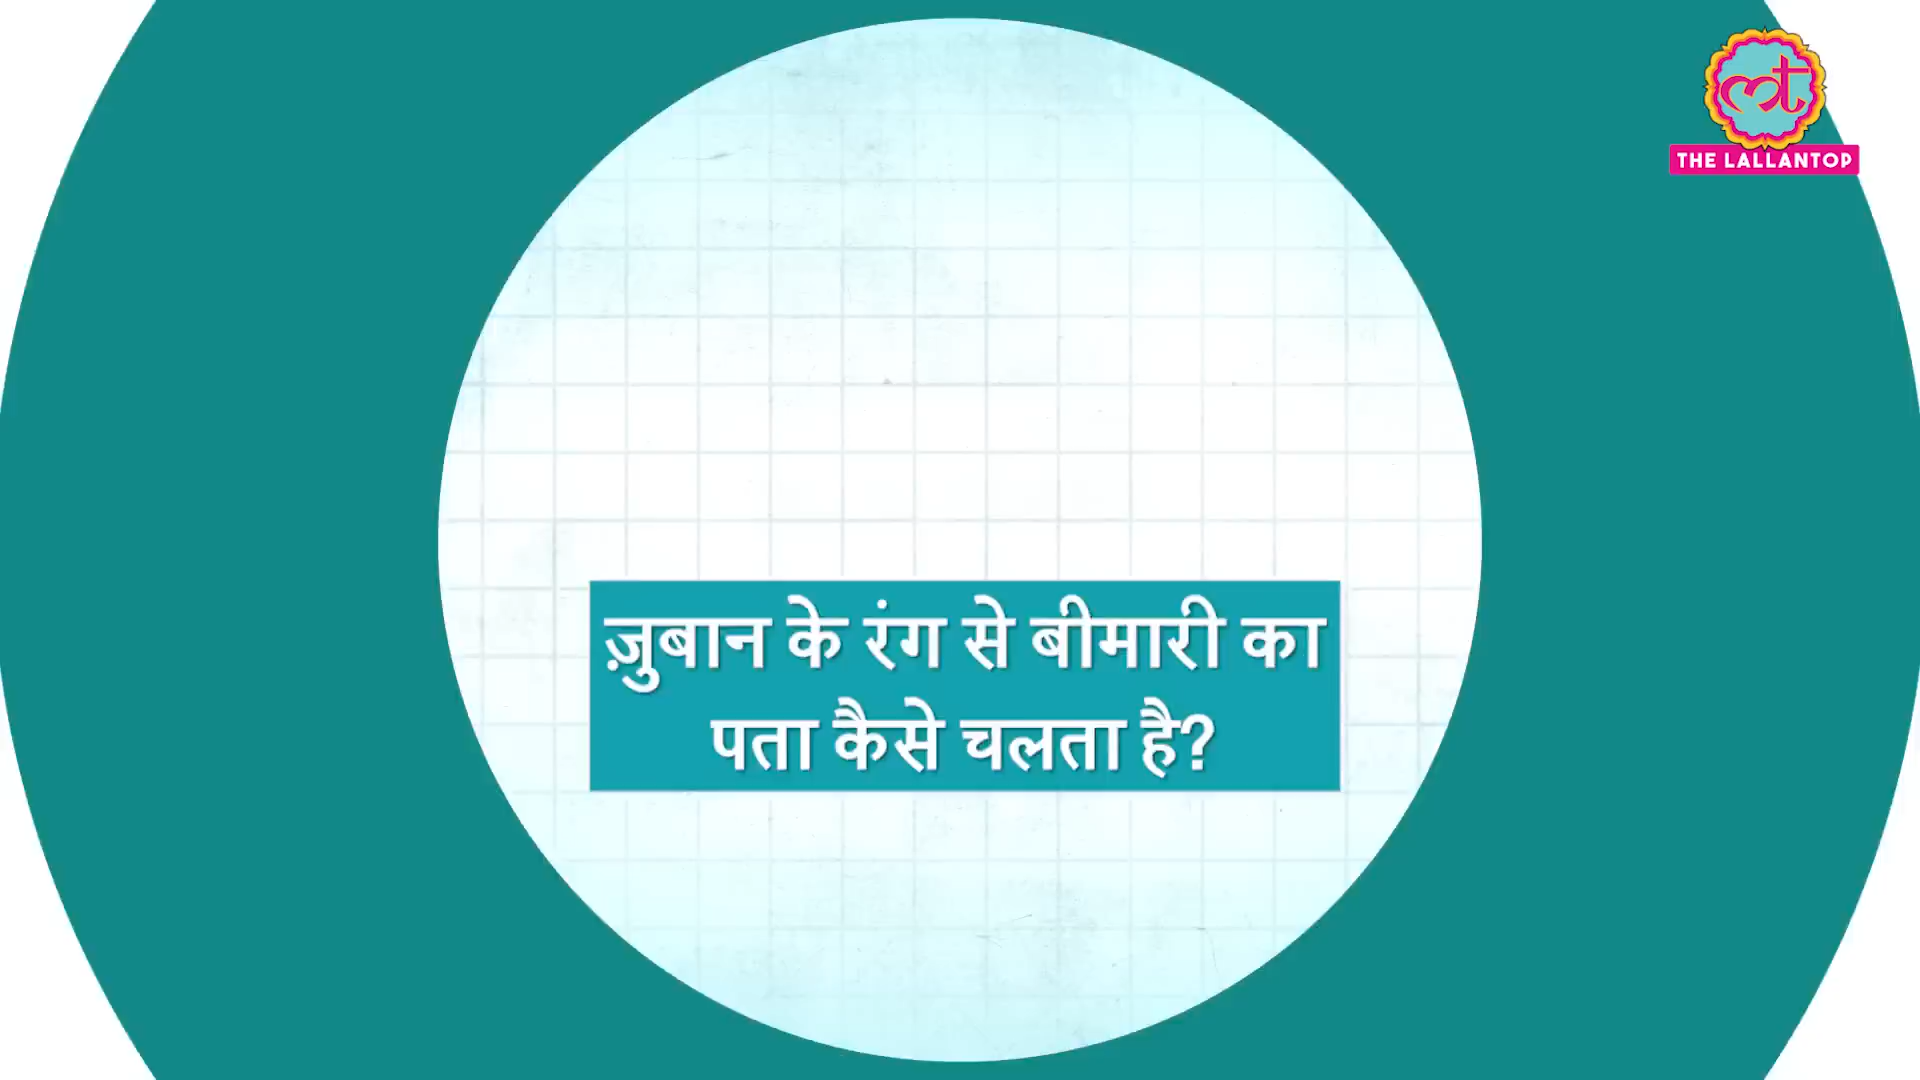 THE LALLANTOP
ज़ुबान के रंग से बीमारी का
पता कैसे चलता है?